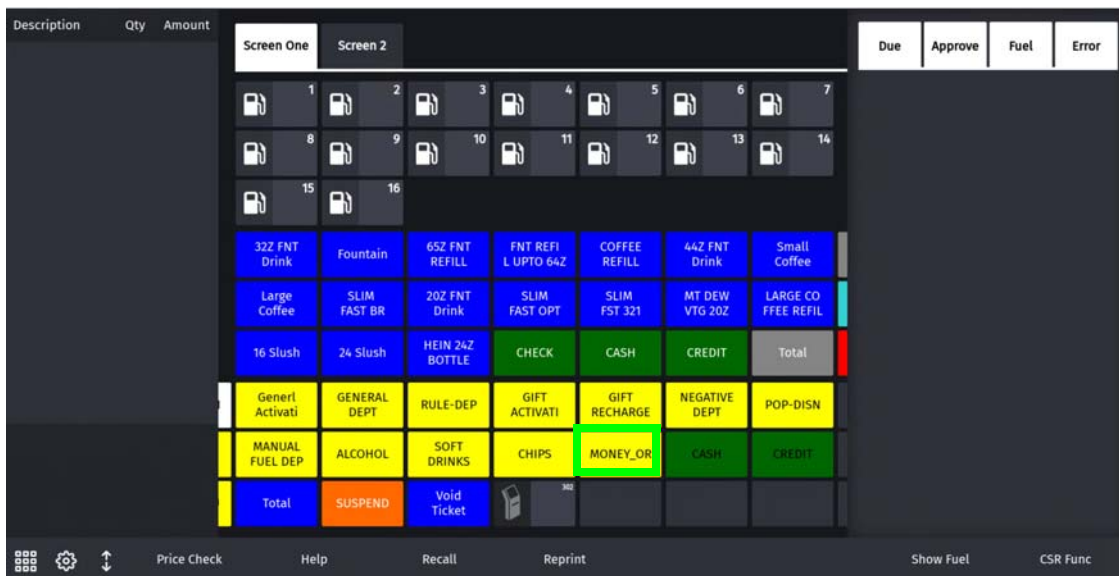 Description Qty Amount
Screen One Screen 2
Due Approve Fuel Error
1 2 3 4 5 6 7
8 9 10 11 12 13 14
15 16
32Z FNT
Drink
Fountain
65Z FNT
REFILL
FNT REFI
L UPTO 64Z
COFFEE
REFILL
44Z FNT
Drink
Small
Coffee
Large
Coffee
SLIM
FAST BR
20Z FNT
Drink
SLIM
FAST OPT
SLIM
FST 321
MT DEW
VTG 20Z
LARGE CO
FFEE REFIL
16 Slush
24 Slush
HEIN 24Z
BOTTLE
CHECK
CASH
CREDIT
Total
Generl
Activati
GENERAL
DEPT
RULE-DEP
GIFT
ACTIVATI
GIFT
RECHARGE
NEGATIVE
DEPT
POP-DISN
MANUAL
FUEL DEP
ALCOHOL
SOFT
DRINKS
CHIPS
MONEY_OR
CASH
CREDIT
Total
SUSPEND
Void
Ticket
302
Price Check Help Recall Reprint Show Fuel CSR Func